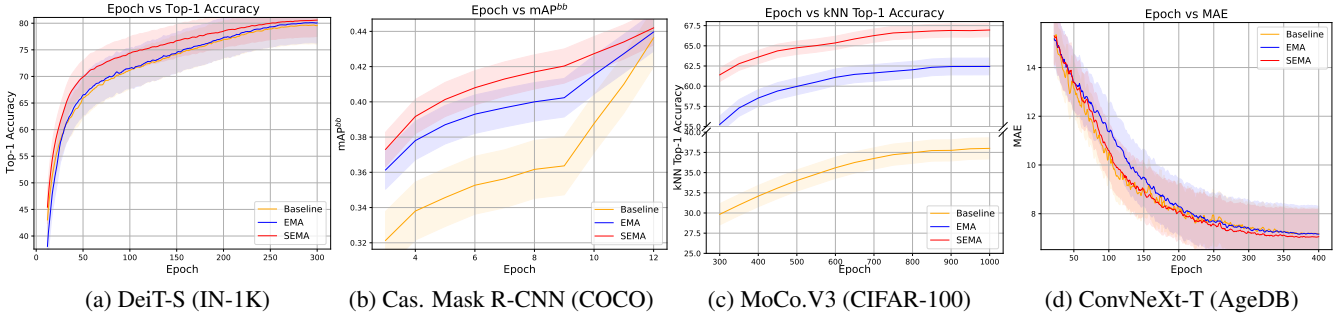 Epoch vs Top-1 Accuracy
80
75
70
65
60
55
50
45
40
Top-1 Accuracy
0 50 100 150 200 250 300
Epoch
Baseline
EMA
SEMA
(a) DeiT-S (IN-1K)
Epoch vs mAP^bb
0.44
0.42
0.40
0.38
0.36
0.34
0.32
mAP^bb
4 6 8 10 12
Epoch
Baseline
EMA
SEMA
(b) Cas. Mask R-CNN (COCO)
Epoch vs kNN Top-1 Accuracy
67.5
65.0
62.5
60.0
57.5
55.0
40.0
37.5
35.0
32.5
30.0
27.5
25.0
kNN Top-1 Accuracy
300 400 500 600 700 800 900 1000
Epoch
Baseline
EMA
SEMA
(c) MoCo.V3 (CIFAR-100)
Epoch vs MAE
14
12
10
8
MAE
50 100 150 200 250 300 350 400
Epoch
Baseline
EMA
SEMA
(d) ConvNeXt-T (AgeDB)